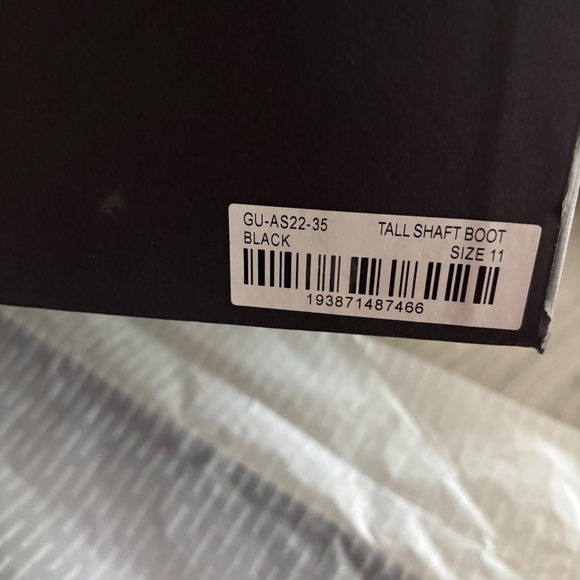 GU-AS22-35 TALL SHAFT BOOT
BLACK SIZE 11
193871487466